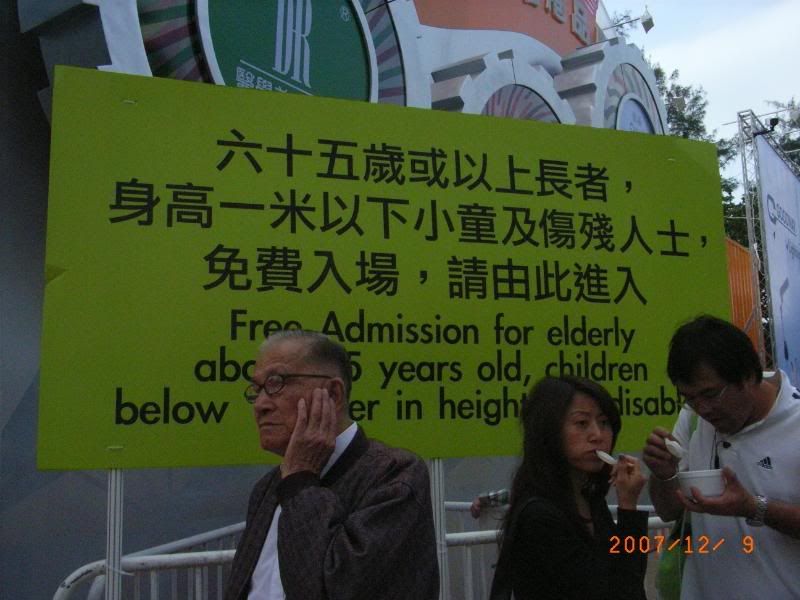 六十五歲或以上長者，
身高一米以下小童及傷殘人士，
免費入場，請由此進入
Free Admission for elderly
years old, children
below in height
2007/12/ 9